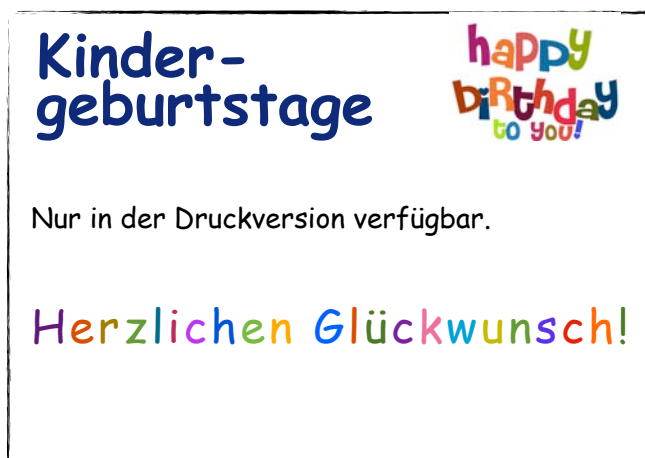 Kinder-
geburtstage
happy
biRthday
to you!
Nur in der Druckversion verfügbar.
Herzlichen Glückwunsch!